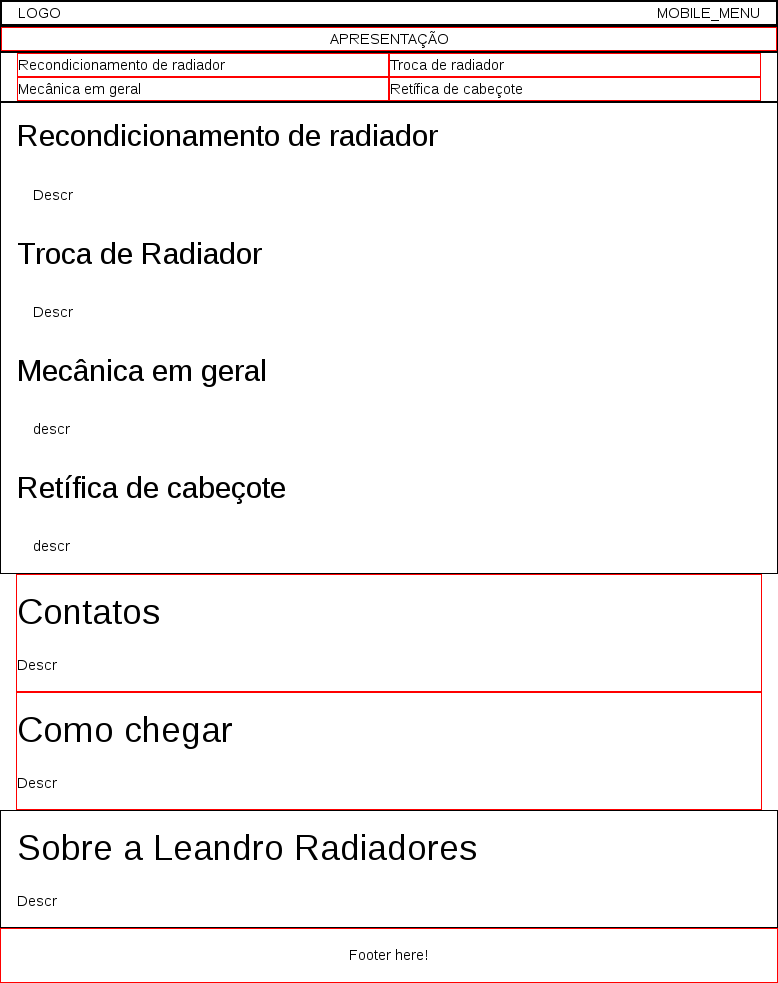 LOGO MOBILE_MENU
APRESENTAÇÃO
Recondicionamento de radiador Troca de radiador
Mecânica em geral Retífica de cabeçote
Recondicionamento de radiador
Descr
Troca de Radiador
Descr
Mecânica em geral
descr
Retífica de cabeçote
descr
Contatos
Descr
Como chegar
Descr
Sobre a Leandro Radiadores
Descr
Footer here!